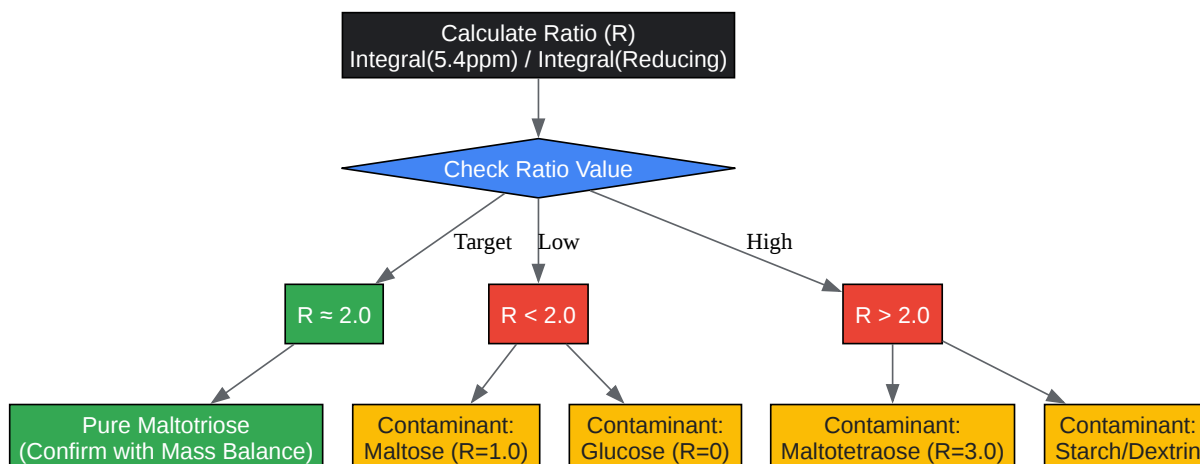 Calculate Ratio (R)
Integral(5.4ppm) / Integral(Reducing)
Check Ratio Value
Target
Low
High
R ≈ 2.0
R < 2.0
R > 2.0
Pure Maltotriose
(Confirm with Mass Balance)
Contaminant:
Maltose (R=1.0)
Contaminant:
Glucose (R=0)
Contaminant:
Maltotetraose (R=3.0)
Contaminant:
Starch/Dextrin